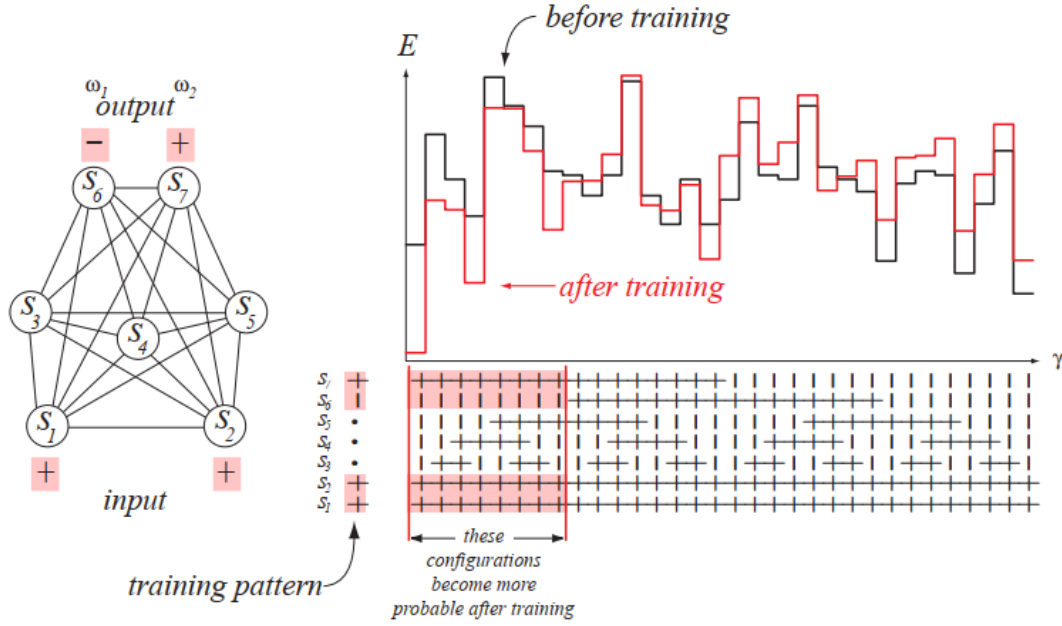 before training
E
ω1 ω2
output
− +
S6 S7
after training
S3 S4 S5
γ
S7 +
S6 −
S5 •
S4 •
S3 •
S2 +
S1 +
S1 S2
+ +
input
these
configurations
become more
probable after training
training pattern